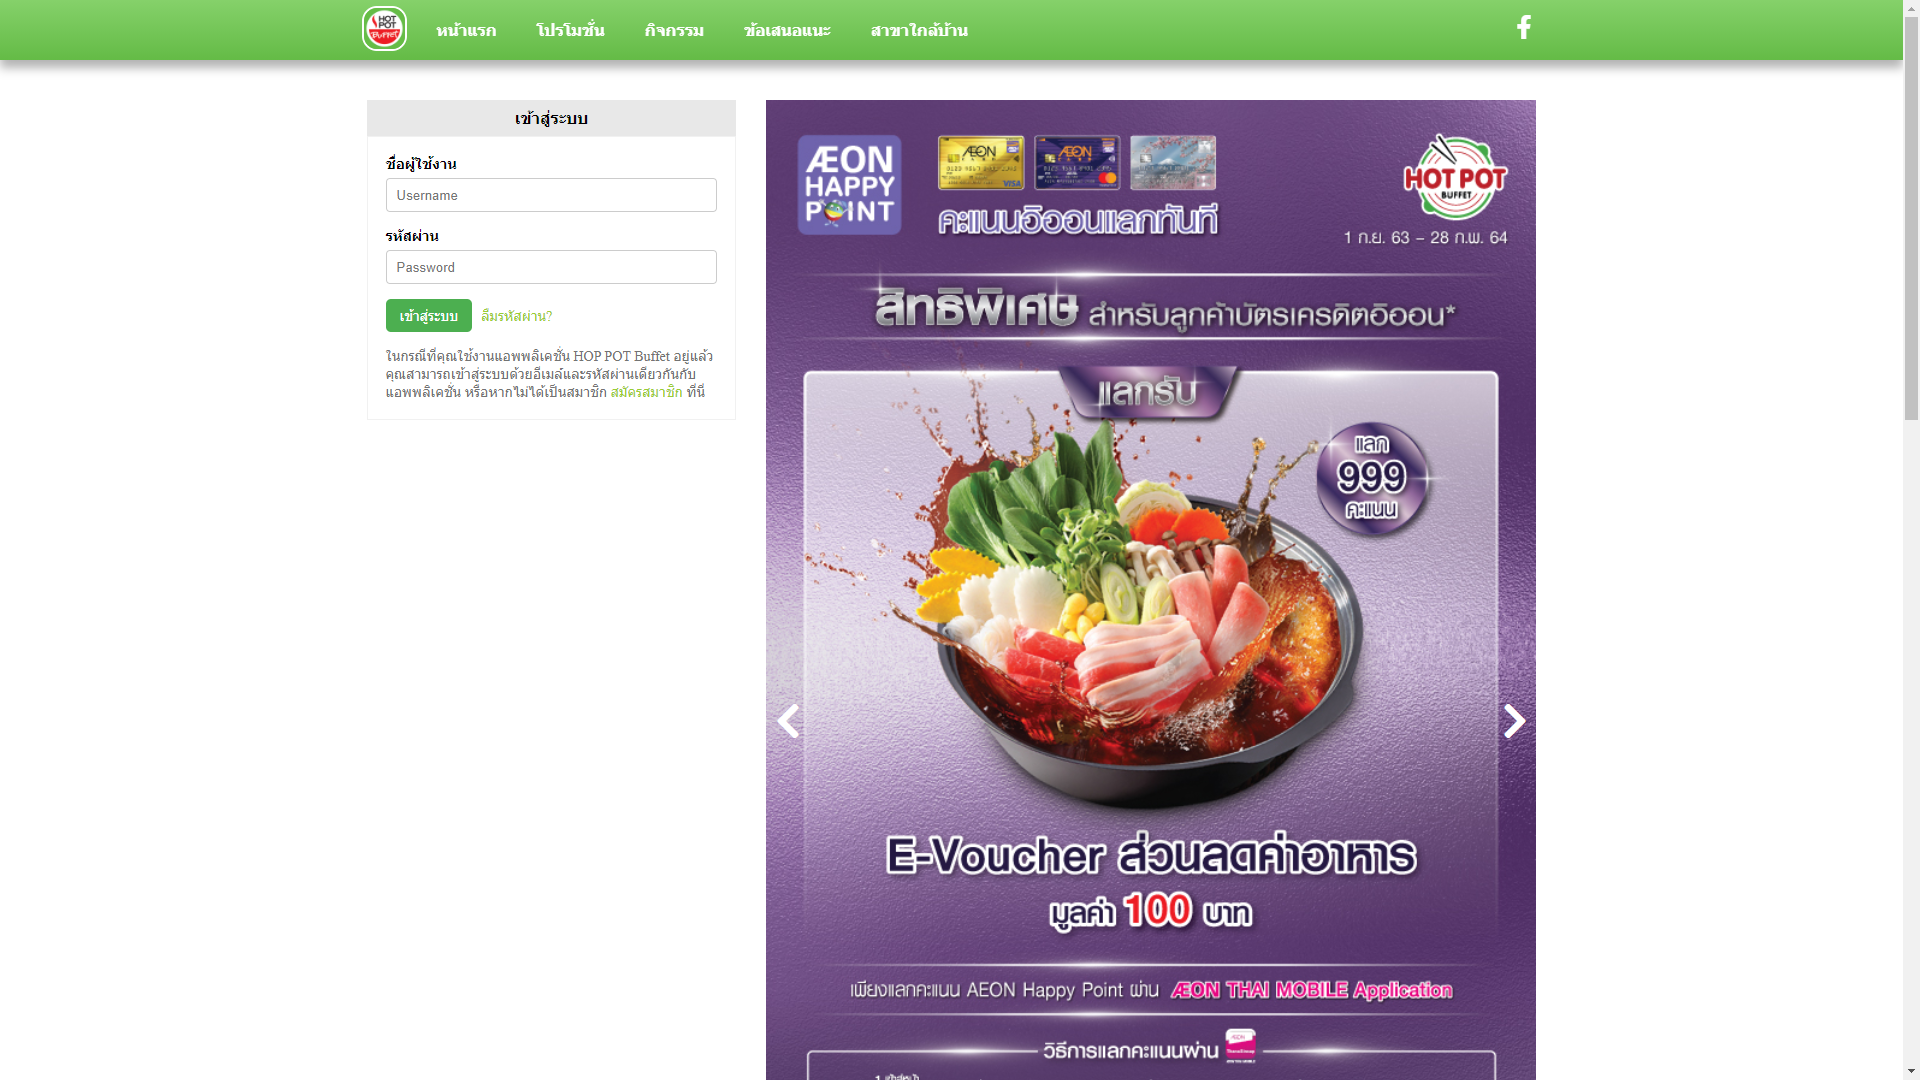 HOT
POT
Buffet
หน้าแรก
โปรโมชั่น
กิจกรรม
ข้อเสนอแนะ
สาขาใกล้บ้าน
เข้าสู่ระบบ
ชื่อผู้ใช้งาน
Username
รหัสผ่าน
Password
เข้าสู่ระบบ ลืมรหัสผ่าน?
ในกรณีที่คุณใช้งานแอพพลิเคชั่น HOP POT Buffet อยู่แล้ว
คุณสามารถเข้าสู่ระบบด้วยอีเมล์และรหัสผ่านเดียวกันกับ
แอพพลิเคชั่น หรือหากไม่ได้เป็นสมาชิก สมัครสมาชิก ที่นี่
ÆON
HAPPY
POINT
คะแนนอิออนแลกทันที
HOT POT
BUFFET
1 ก.ย. 63 – 28 ก.พ. 64
สิทธิพิเศษ สำหรับลูกค้าบัตรเครดิตอิออน*
แลกรับ
แลก
999
คะแนน
E-Voucher ส่วนลดค่าอาหาร
มูลค่า 100 บาท
เพียงแลกคะแนน AEON Happy Point ผ่าน ÆON THAI MOBILE Application
วิธีการแลกคะแนนผ่าน